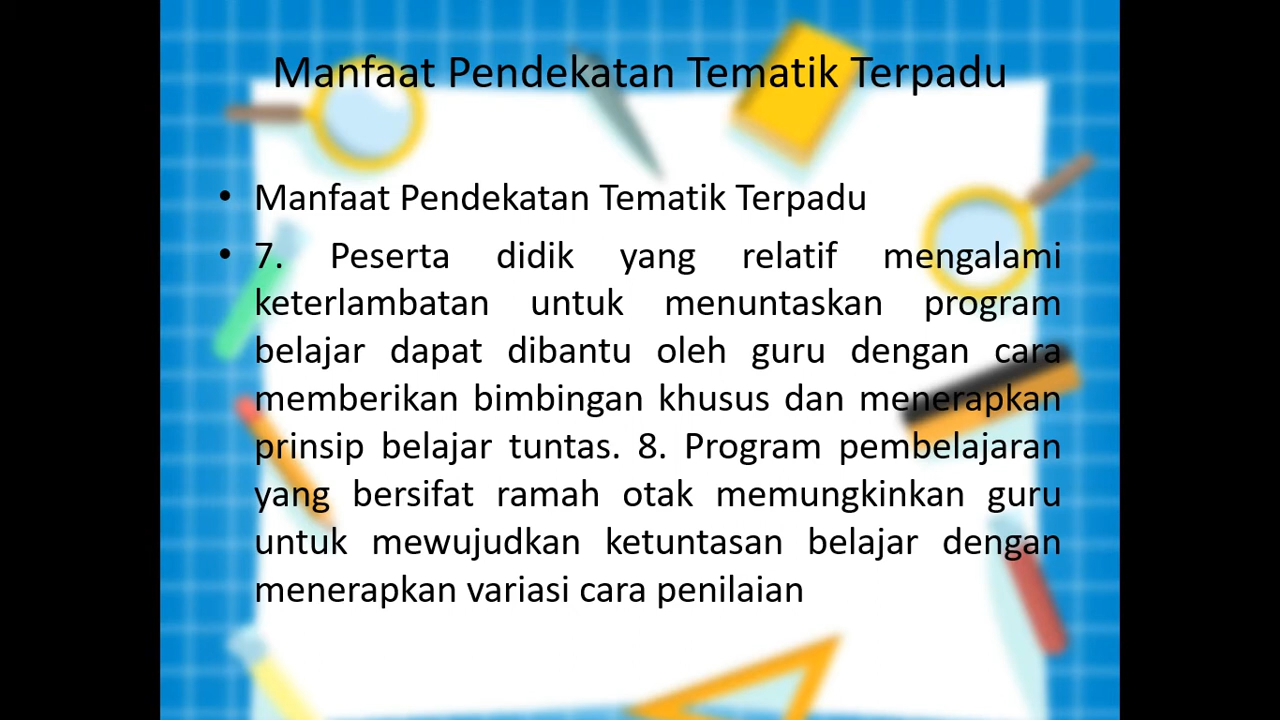 Manfaat Pendekatan Tematik Terpadu
• Manfaat Pendekatan Tematik Terpadu
• 7. Peserta didik yang relatif mengalami
keterlambatan untuk menuntaskan program
belajar dapat dibantu oleh guru dengan cara
memberikan bimbingan khusus dan menerapkan
prinsip belajar tuntas. 8. Program pembelajaran
yang bersifat ramah otak memungkinkan guru
untuk mewujudkan ketuntasan belajar dengan
menerapkan variasi cara penilaian